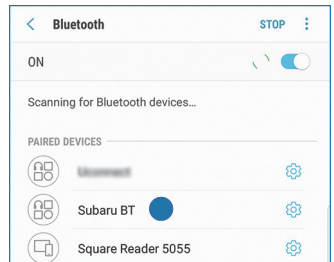 Bluetooth STOP
ON
Scanning for Bluetooth devices...
PAIRED DEVICES
Subaru BT
Square Reader 5055